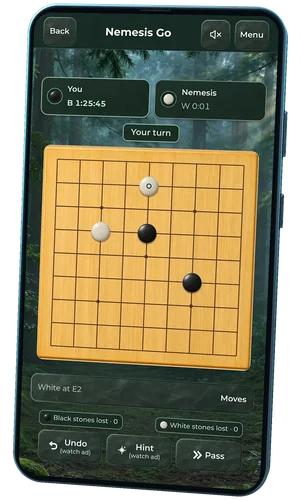 Back
Nemesis Go
Menu
You
B 1:25:45
Nemesis
W 0:01
Your turn
White at E2
Moves
Black stones lost · 0
White stones lost · 0
Undo
(watch ad)
Hint
(watch ad)
Pass